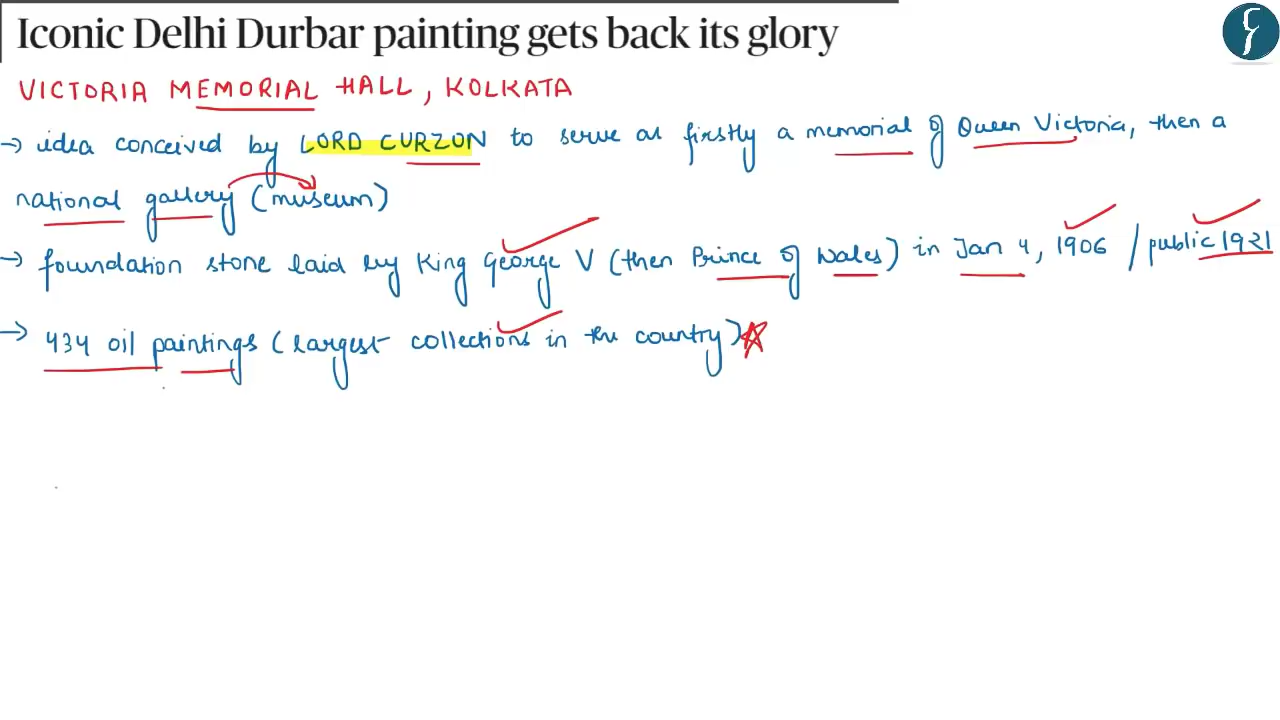 Iconic Delhi Durbar painting gets back its glory
VICTORIA MEMORIAL HALL, KOLKATA
→ idea conceived by LORD CURZON to serve as firstly a memorial of Queen Victoria, then a
national gallery (museum)
→ foundation stone laid by King George V (then Prince of Wales) in Jan 4, 1906 / public 1921
→ 434 oil paintings (largest collections in the country)